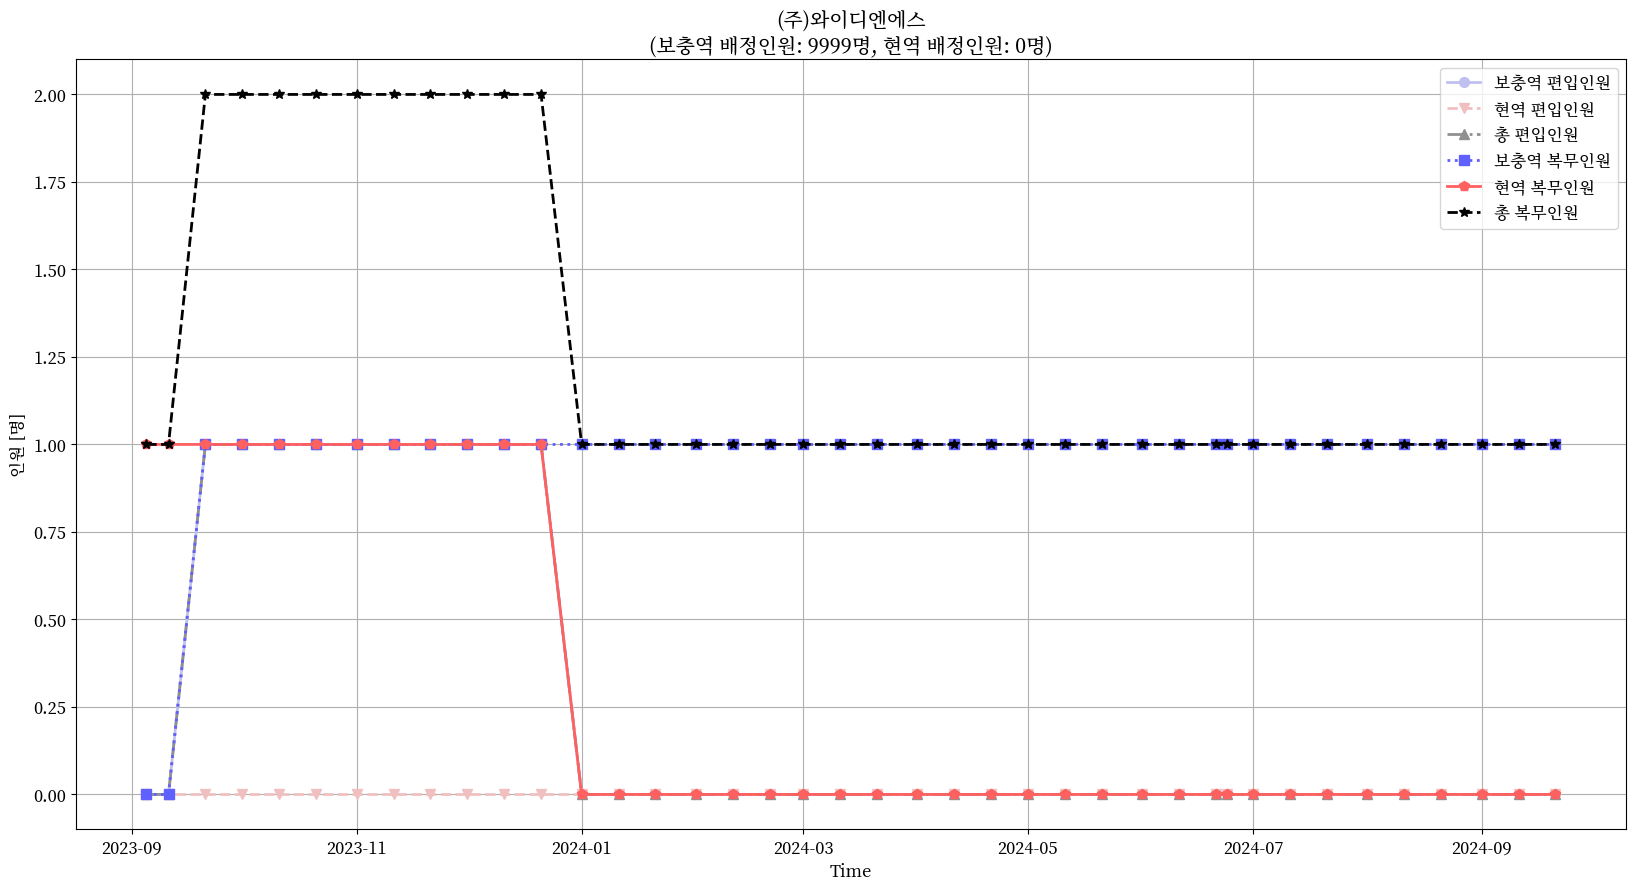 (주)와이디엔에스
(보충역 배정인원: 9999명, 현역 배정인원: 0명)
보충역 편입인원
현역 편입인원
총 편입인원
보충역 복무인원
현역 복무인원
총 복무인원
2.00
1.75
1.50
1.25
1.00
0.75
0.50
0.25
0.00
인원 [명]
2023-09
2023-11
2024-01
2024-03
2024-05
2024-07
2024-09
Time